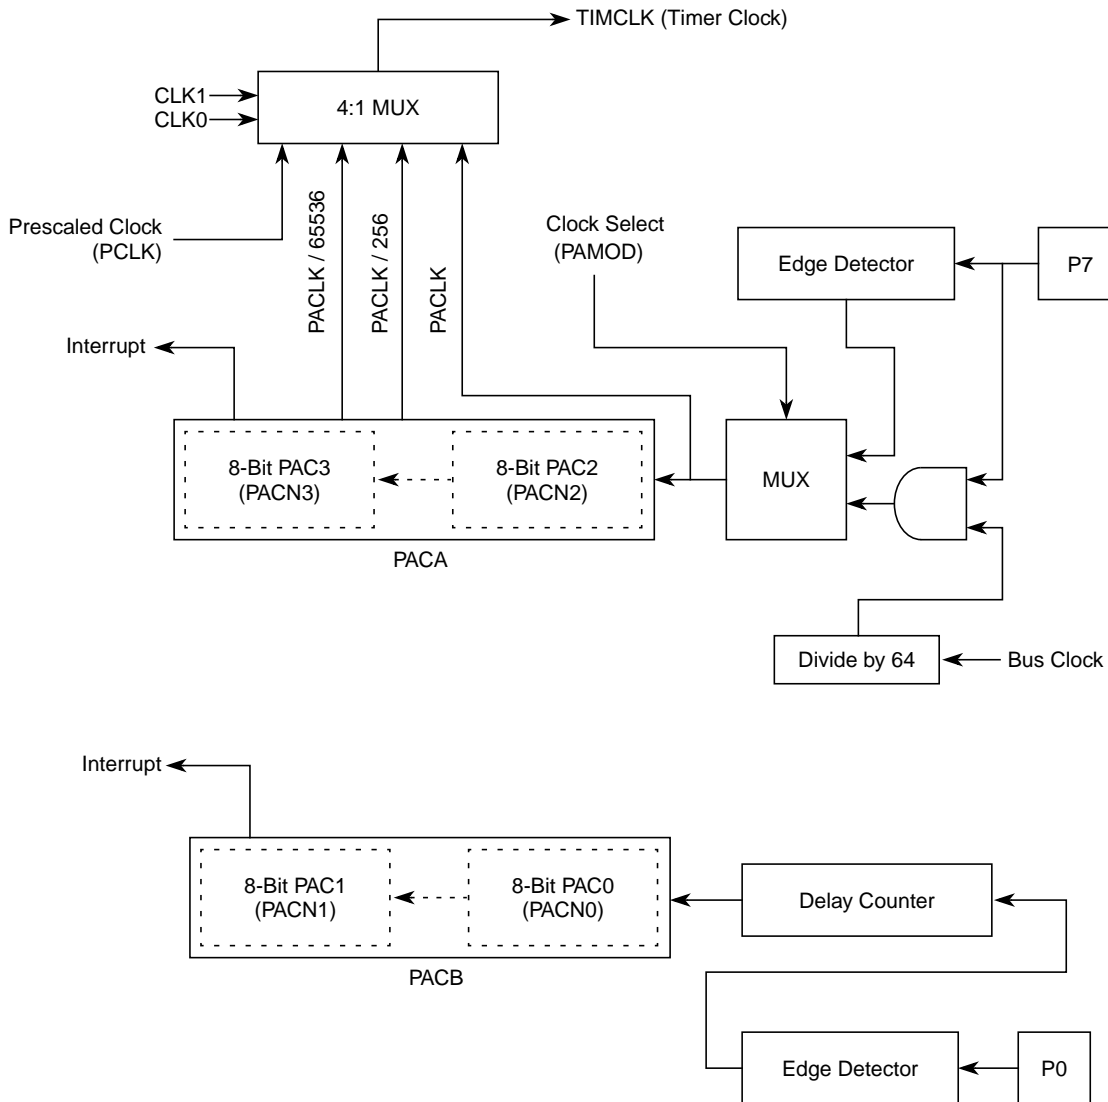 TIMCLK (Timer Clock)
CLK1
CLK0
4:1 MUX
Prescaled Clock
(PCLK)
PACLK / 65536
PACLK / 256
PACLK
Clock Select
(PAMOD)
Edge Detector
P7
Interrupt
8-Bit PAC3
(PACN3)
8-Bit PAC2
(PACN2)
MUX
PACA
Divide by 64
Bus Clock
Interrupt
8-Bit PAC1
(PACN1)
8-Bit PAC0
(PACN0)
Delay Counter
PACB
Edge Detector
P0